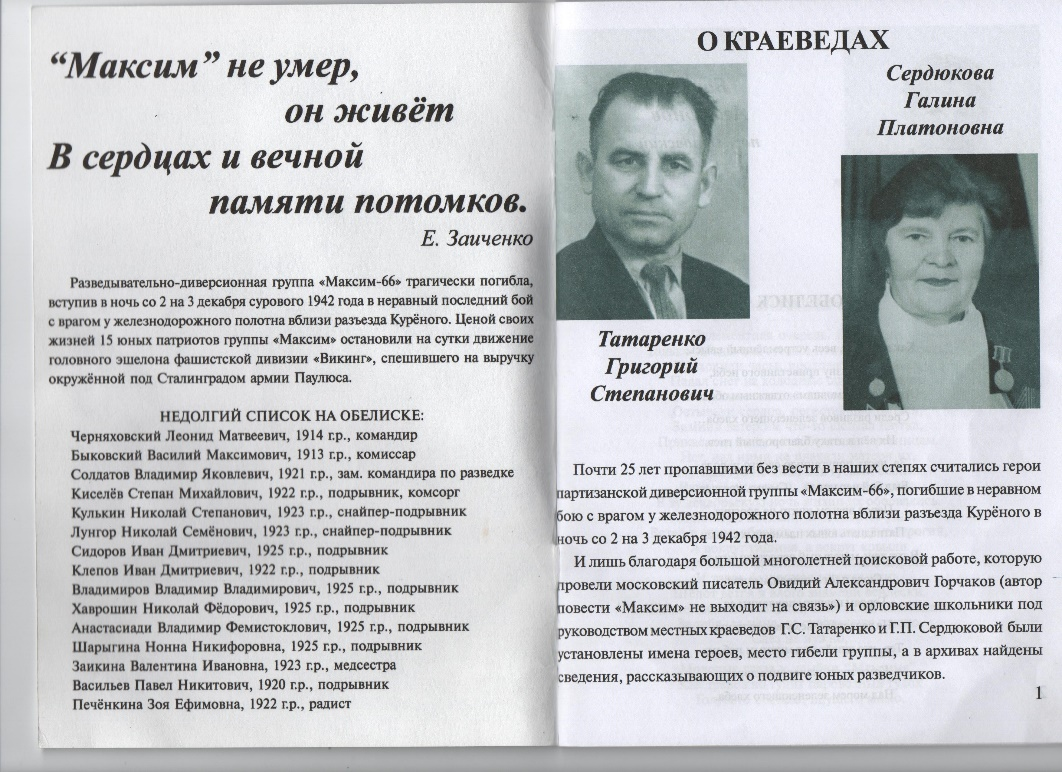 “Максим” не умер,
он живёт
В сердцах и вечной
памяти потомков.
Е. Заиченко
Разведывательно-диверсионная группа «Максим-66» трагически погибла,
вступив в ночь со 2 на 3 декабря сурового 1942 года в неравный последний бой
с врагом у железнодорожного полотна вблизи разъезда Курёного. Ценой своих
жизней 15 юных патриотов группы «Максим» остановили на сутки движение
головного эшелона фашистской дивизии «Викинг», спешившего на выручку
окружённой под Сталинградом армии Паулюса.
НЕДОЛГИЙ СПИСОК НА ОБЕЛИСКЕ:
Черняховский Леонид Матвеевич, 1914 г.р., командир
Быковский Василий Максимович, 1913 г.р., комиссар
Солдатов Владимир Яковлевич, 1921 г.р., зам. командира по разведке
Киселёв Степан Михайлович, 1922 г.р., подрывник, комсорг
Кулькин Николай Степанович, 1923 г.р., снайпер-подрывник
Лунгор Николай Семёнович, 1923 г.р., снайпер-подрывник
Сидоров Иван Дмитриевич, 1925 г.р., подрывник
Клепов Иван Дмитриевич, 1922 г.р., подрывник
Владимиров Владимир Владимирович, 1925 г.р., подрывник
Хаврошин Николай Фёдорович, 1925 г.р., подрывник
Анастасиади Владимир Фемистоклович, 1925 г.р., подрывник
Шарыгина Нонна Никифоровна, 1925 г.р., подрывник
Заикина Валентина Ивановна, 1923 г.р., медсестра
Васильев Павел Никитович, 1920 г.р., подрывник
Печёнкина Зоя Ефимовна, 1922 г.р., радист
О КРАЕВЕДАХ
Сердюкова
Галина
Платоновна
Татаренко
Григорий
Степанович
Почти 25 лет пропавшими без вести в наших степях считались герои
партизанской диверсионной группы «Максим-66», погибшие в неравном
бою с врагом у железнодорожного полотна вблизи разъезда Курёного в
ночь со 2 на 3 декабря 1942 года.
И лишь благодаря большой многолетней поисковой работе, которую
провели московский писатель Овидий Александрович Горчаков (автор
повести «Максим» не выходит на связь») и орловские школьники под
руководством местных краеведов Г.С. Татаренко и Г.П. Сердюковой были
установлены имена героев, место гибели группы, а в архивах найдены
сведения, рассказывающих о подвиге юных разведчиков.
1